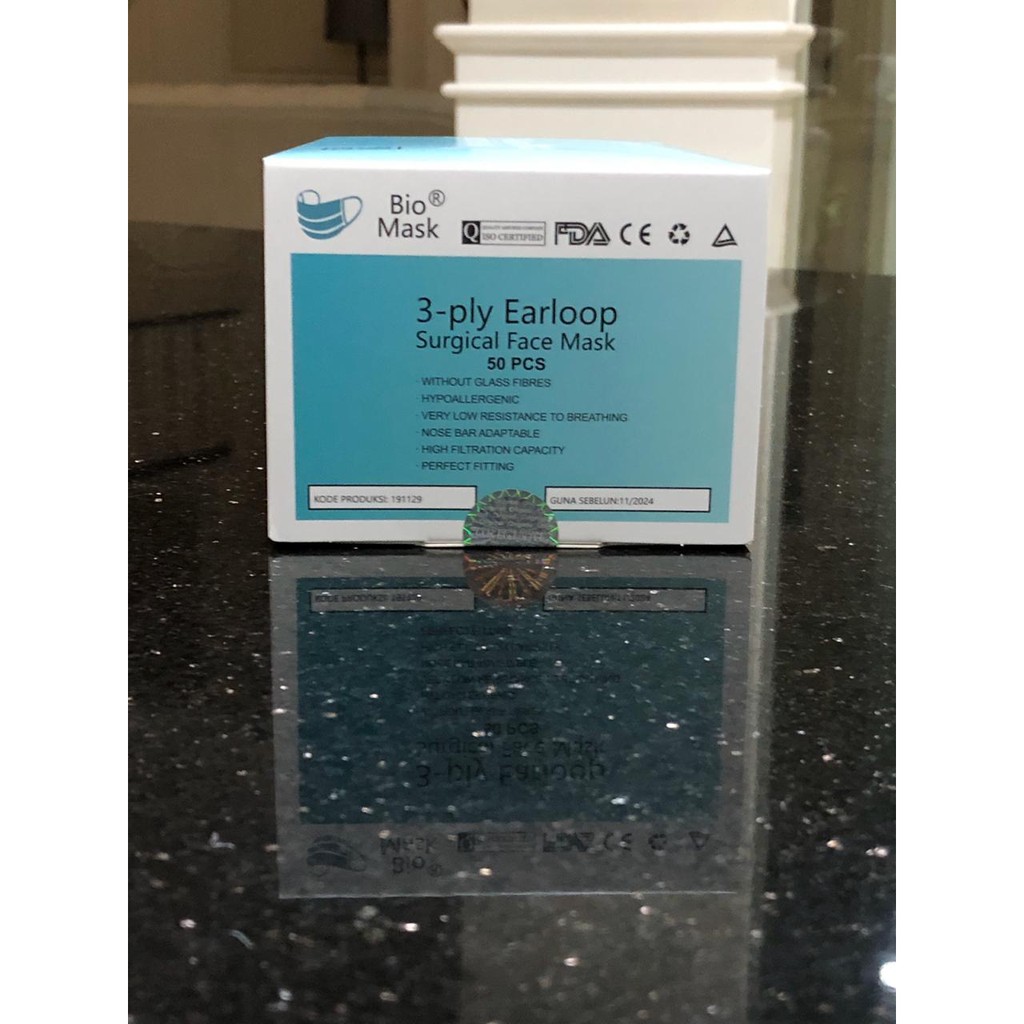 Bio®
Mask
Q ISO CERTIFIED
FDA CE
3-ply Earloop
Surgical Face Mask
50 PCS
· WITHOUT GLASS FIBRES
· HYPOALLERGENIC
· VERY LOW RESISTANCE TO BREATHING
· NOSE BAR ADAPTABLE
· HIGH FILTRATION CAPACITY
· PERFECT FITTING
KODE PRODUKSI: 191129
GUNA SEBELUN:11/2024